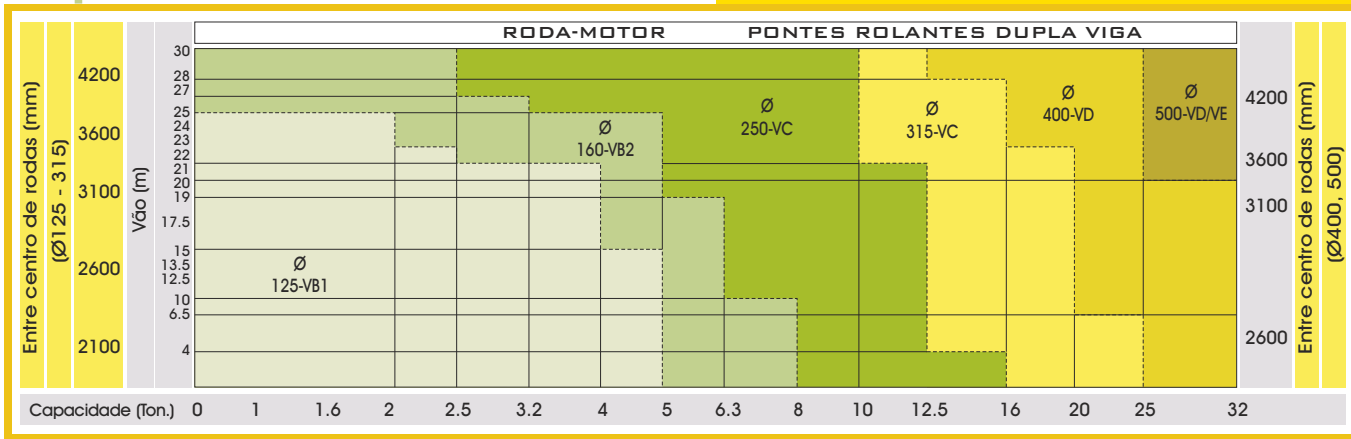 RODA-MOTOR PONTES ROLANTES DUPLA VIGA
Entre centro de rodas (mm)
(Ø125 - 315)
4200
3600
3100
2600
2100
Vão (m)
30
28
27
25
24
23
22
21
20
19
17.5
15
13.5
12.5
10
6.5
4
Ø
125-VB1
Ø
160-VB2
Ø
250-VC
Ø
315-VC
Ø
400-VD
Ø
500-VD/VE
4200
3600
3100
2600
Entre centro de rodas (mm)
(Ø400, 500)
Capacidade (Ton.) 0 1 1.6 2 2.5 3.2 4 5 6.3 8 10 12.5 16 20 25 32